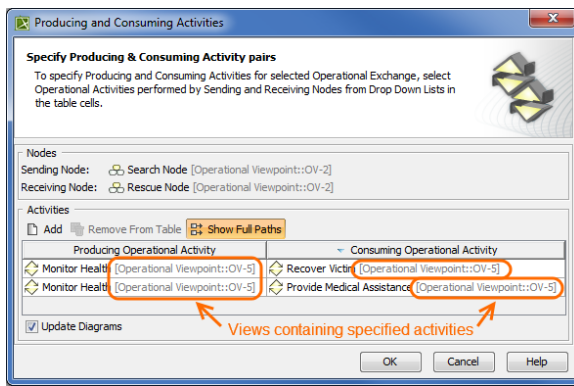 Producing and Consuming Activities
Specify Producing & Consuming Activity pairs
To specify Producing and Consuming Activities for selected Operational Exchange, select
Operational Activities performed by Sending and Receiving Nodes from Drop Down Lists in
the table cells.
Nodes
Sending Node: Search Node [Operational Viewpoint::OV-2]
Receiving Node: Rescue Node [Operational Viewpoint::OV-2]
Activities
Add Remove From Table Show Full Paths
Producing Operational Activity Consuming Operational Activity
Monitor Health [Operational Viewpoint::OV-5] Recover Victim [Operational Viewpoint::OV-5]
Monitor Health [Operational Viewpoint::OV-5] Provide Medical Assistance [Operational Viewpoint::OV-5]
Update Diagrams Views containing specified activities
OK Cancel Help